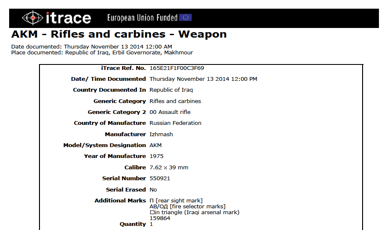 itrace European Union Funded
AKM - Rifles and carbines - Weapon
Date documented: Thursday November 13 2014 12:00 AM
Place documented: Republic of Iraq, Erbil Governorate, Makhmour
iTrace Ref. No. 165E21F1F00C3F69
Date/ Time Documented Thursday November 13 2014 12:00 PM
Country Documented In Republic of Iraq
Generic Category Rifles and carbines
Generic Category 2 00 Assault rifle
Country of Manufacture Russian Federation
Manufacturer Izhmash
Model/System Designation AKM
Year of Manufacture 1975
Calibre 7.62 x 39 mm
Serial Number 550921
Serial Erased No
Additional Marks П [rear sight mark]
АВ/ОД [fire selector marks]
□in triangle (Iraqi arsenal mark)
159864
Quantity 1